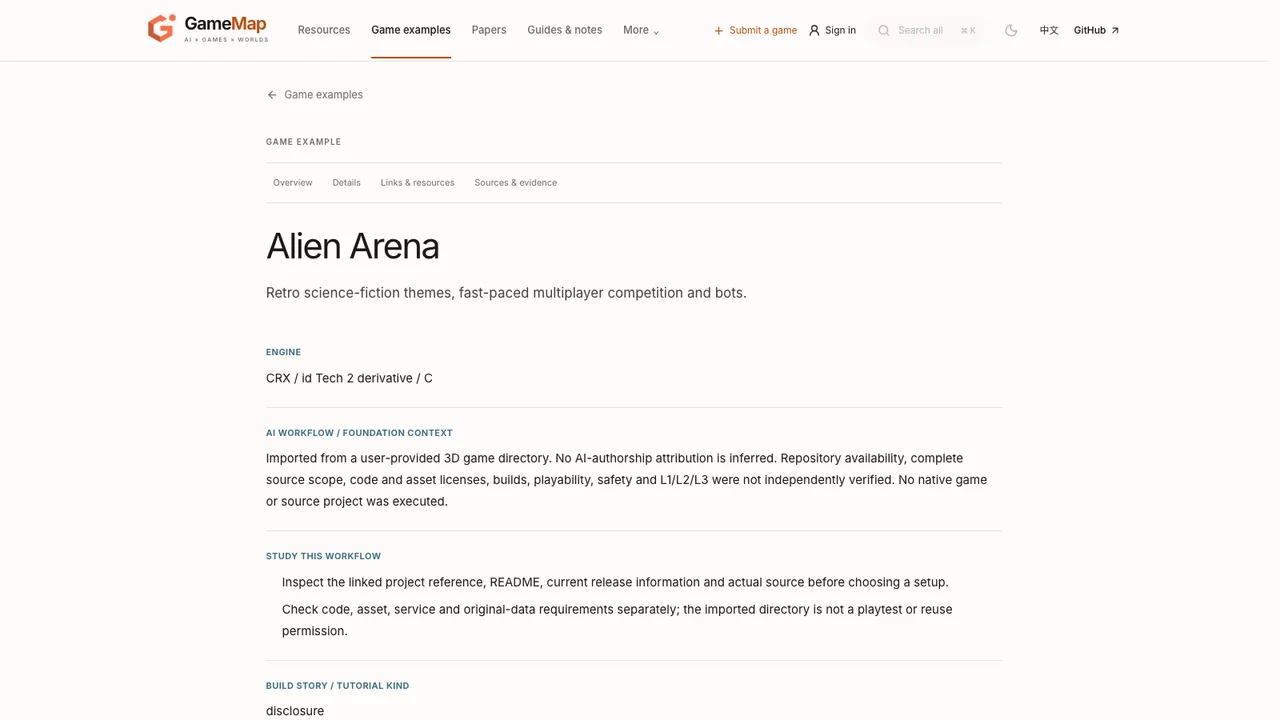 GameMap
AI × GAMES × WORLDS
Resources
Game examples
Papers
Guides & notes
More
Submit a game
Sign in
Search all
⌘ K
中文
GitHub
Game examples
GAME EXAMPLE
Overview
Details
Links & resources
Sources & evidence
Alien Arena
Retro science-fiction themes, fast-paced multiplayer competition and bots.
ENGINE
CRX / id Tech 2 derivative / C
AI WORKFLOW / FOUNDATION CONTEXT
Imported from a user-provided 3D game directory. No AI-authorship attribution is inferred. Repository availability, complete
source scope, code and asset licenses, builds, playability, safety and L1/L2/L3 were not independently verified. No native game
or source project was executed.
STUDY THIS WORKFLOW
Inspect the linked project reference, README, current release information and actual source before choosing a setup.
Check code, asset, service and original-data requirements separately; the imported directory is not a playtest or reuse
permission.
BUILD STORY / TUTORIAL KIND
disclosure